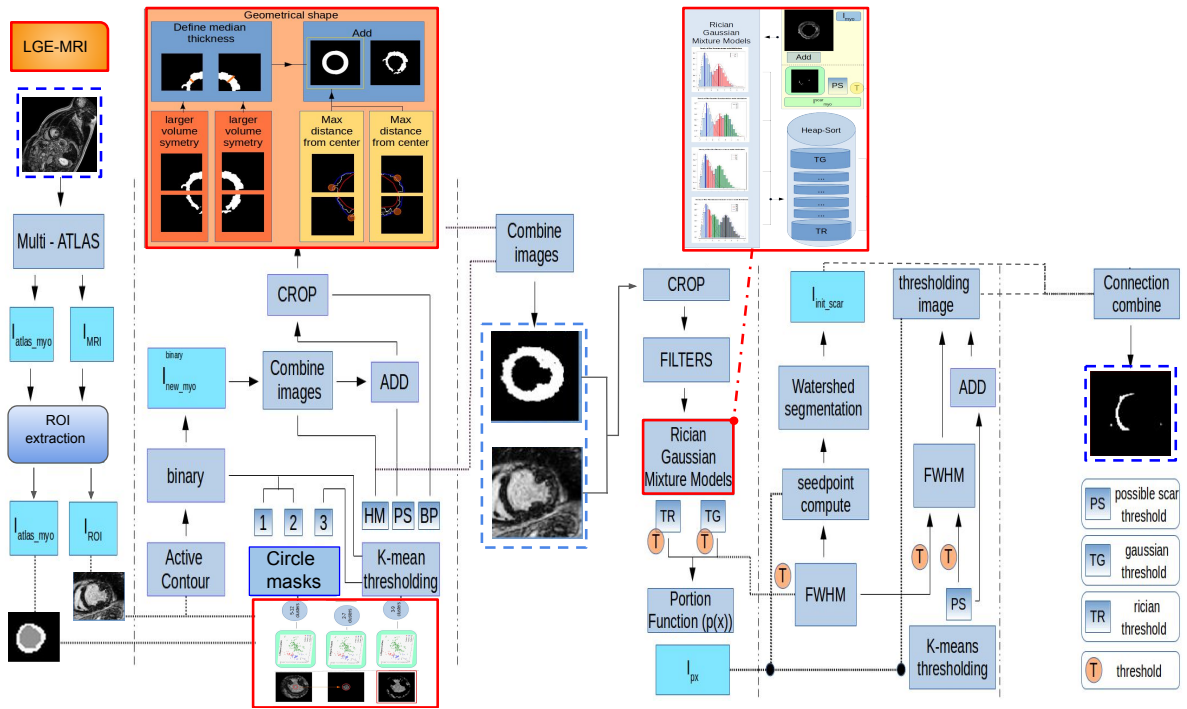 LGE-MRI
Multi - ATLAS
I atlas_myo
I MRI
ROI
extraction
I atlas_myo
I ROI
Geometrical shape
Define median
thickness
Add
larger
volume
symetry
larger
volume
symetry
Max
distance
from center
Max
distance
from center
CROP
binary
I new_myo
Combine
images
ADD
binary
1
2
3
HM
PS
BP
Active
Contour
Circle
masks
K-mean
thresholding
Combine
images
Rician
Gaussian
Mixture Models
I myo
Add
PS
T
Heap-Sort
TG
...
...
...
...
TR
CROP
FILTERS
Rician
Gaussian
Mixture Models
TR
TG
T
T
Portion
Function (p(x))
I px
I init_scar
Watershed
segmentation
seedpoint
compute
T
FWHM
thresholding
image
ADD
FWHM
T
T
PS
K-means
thresholding
Connection
combine
PS
possible scar
threshold
TG
gaussian
threshold
TR
rician
threshold
T
threshold